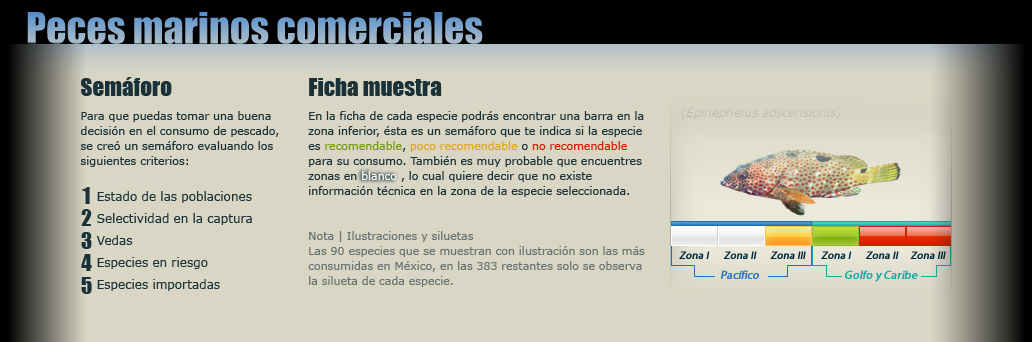 Peces marinos comerciales
Semáforo
Para que puedas tomar una buena
decisión en el consumo de pescado,
se creó un semáforo evaluando los
siguientes criterios:
1 Estado de las poblaciones
2 Selectividad en la captura
3 Vedas
4 Especies en riesgo
5 Especies importadas
Ficha muestra
En la ficha de cada especie podrás encontrar una barra en la
zona inferior, ésta es un semáforo que te indica si la especie
es recomendable, poco recomendable o no recomendable
para su consumo. También es muy probable que encuentres
zonas en blanco , lo cual quiere decir que no existe
información técnica en la zona de la especie seleccionada.
Nota | Ilustraciones y siluetas
Las 90 especies que se muestran con ilustración son las más
consumidas en México, en las 383 restantes solo se observa
la silueta de cada especie.
(Epinephelus adscensionis)
Zona I Zona II Zona III Zona I Zona II Zona III
Pacífico Golfo y Caribe